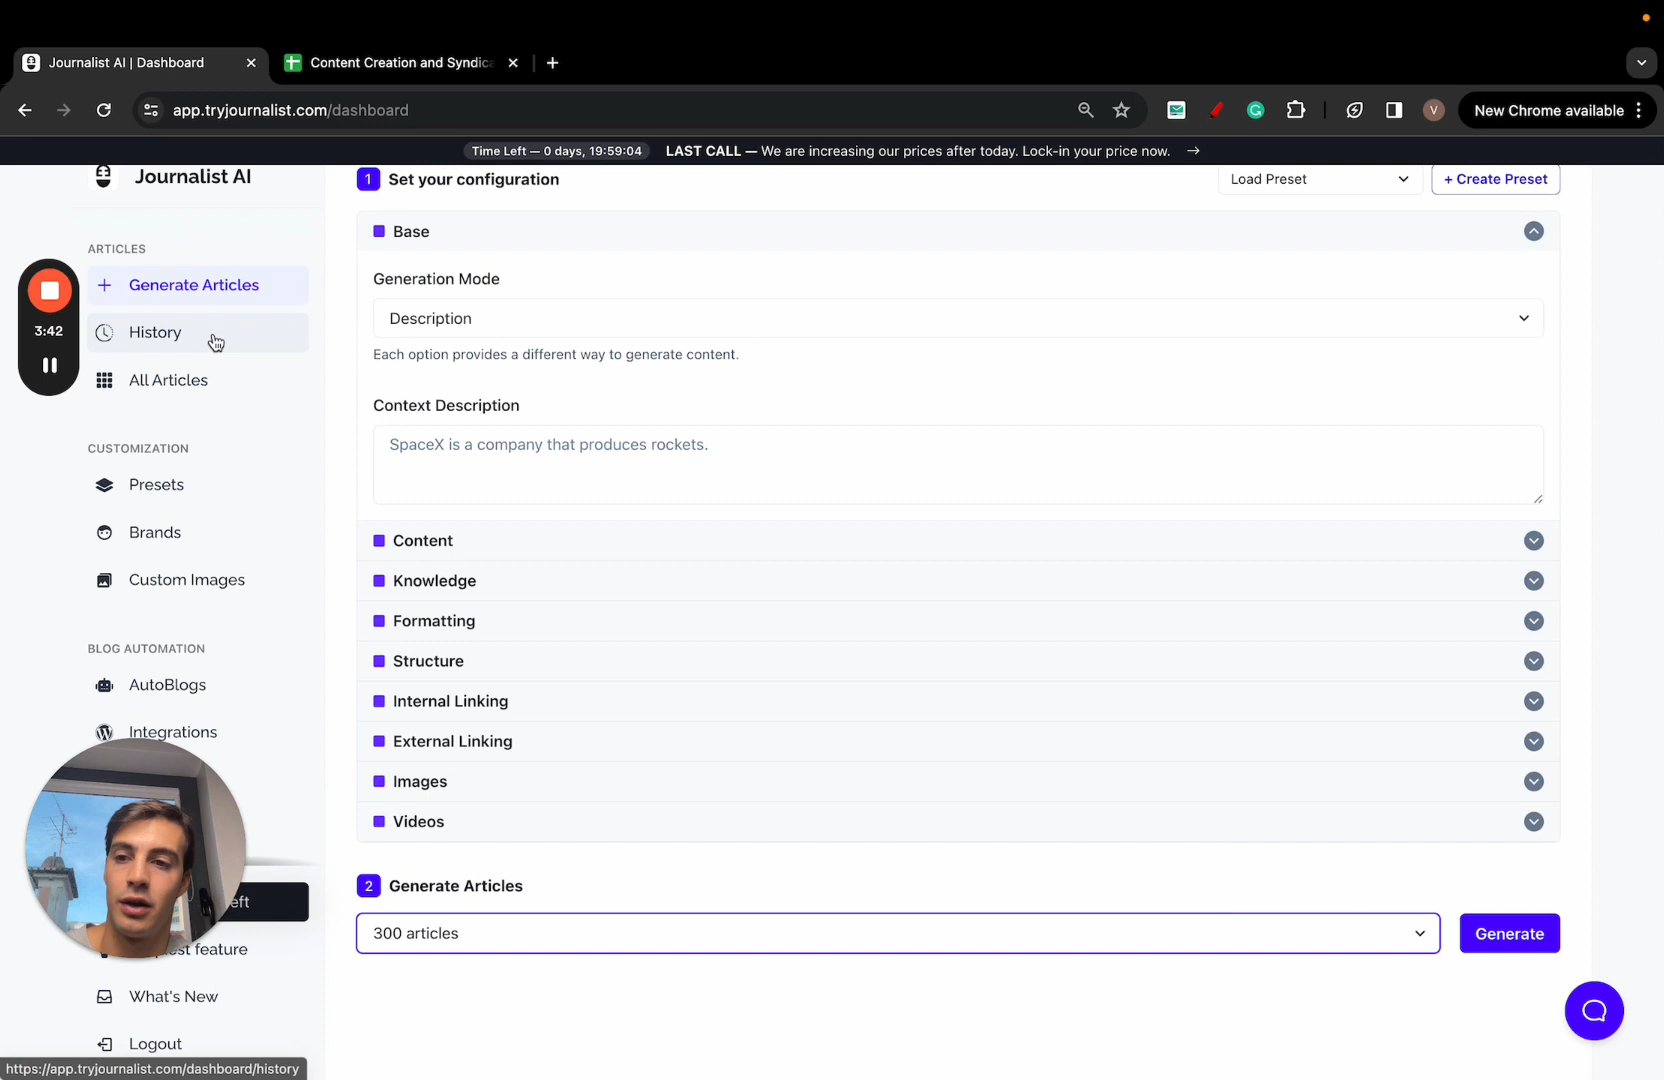 Journalist AI | Dashboard
Content Creation and Syndica
app.tryjournalist.com/dashboard
V
New Chrome available
Time Left — 0 days, 19:59:04
LAST CALL — We are increasing our prices after today. Lock-in your price now. →
Journalist AI
1 Set your configuration
Load Preset
+ Create Preset
ARTICLES
Generate Articles
History
All Articles
3:42
CUSTOMIZATION
Presets
Brands
Custom Images
BLOG AUTOMATION
AutoBlogs
Integrations
eft
est feature
What's New
Logout
https://app.tryjournalist.com/dashboard/history
Base
Generation Mode
Description
Each option provides a different way to generate content.
Context Description
SpaceX is a company that produces rockets.
Content
Knowledge
Formatting
Structure
Internal Linking
External Linking
Images
Videos
2 Generate Articles
300 articles
Generate